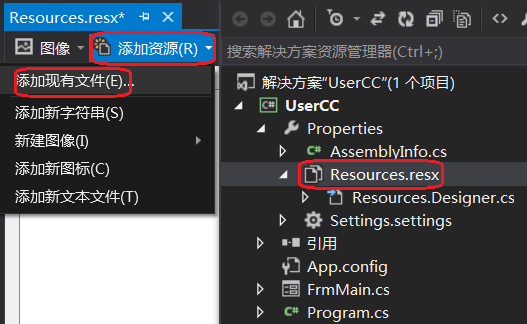 Resources.resx*
图像
添加资源(R)
添加现有文件(E)...
添加新字符串(S)
新建图像(I)
添加新图标(C)
添加新文本文件(T)
搜索解决方案资源管理器(Ctrl+;)
解决方案"UserCC"(1 个项目)
C# UserCC
Properties
C# AssemblyInfo.cs
Resources.resx
Resources.Designer.cs
Settings.settings
引用
App.config
FrmMain.cs
C# Program.cs